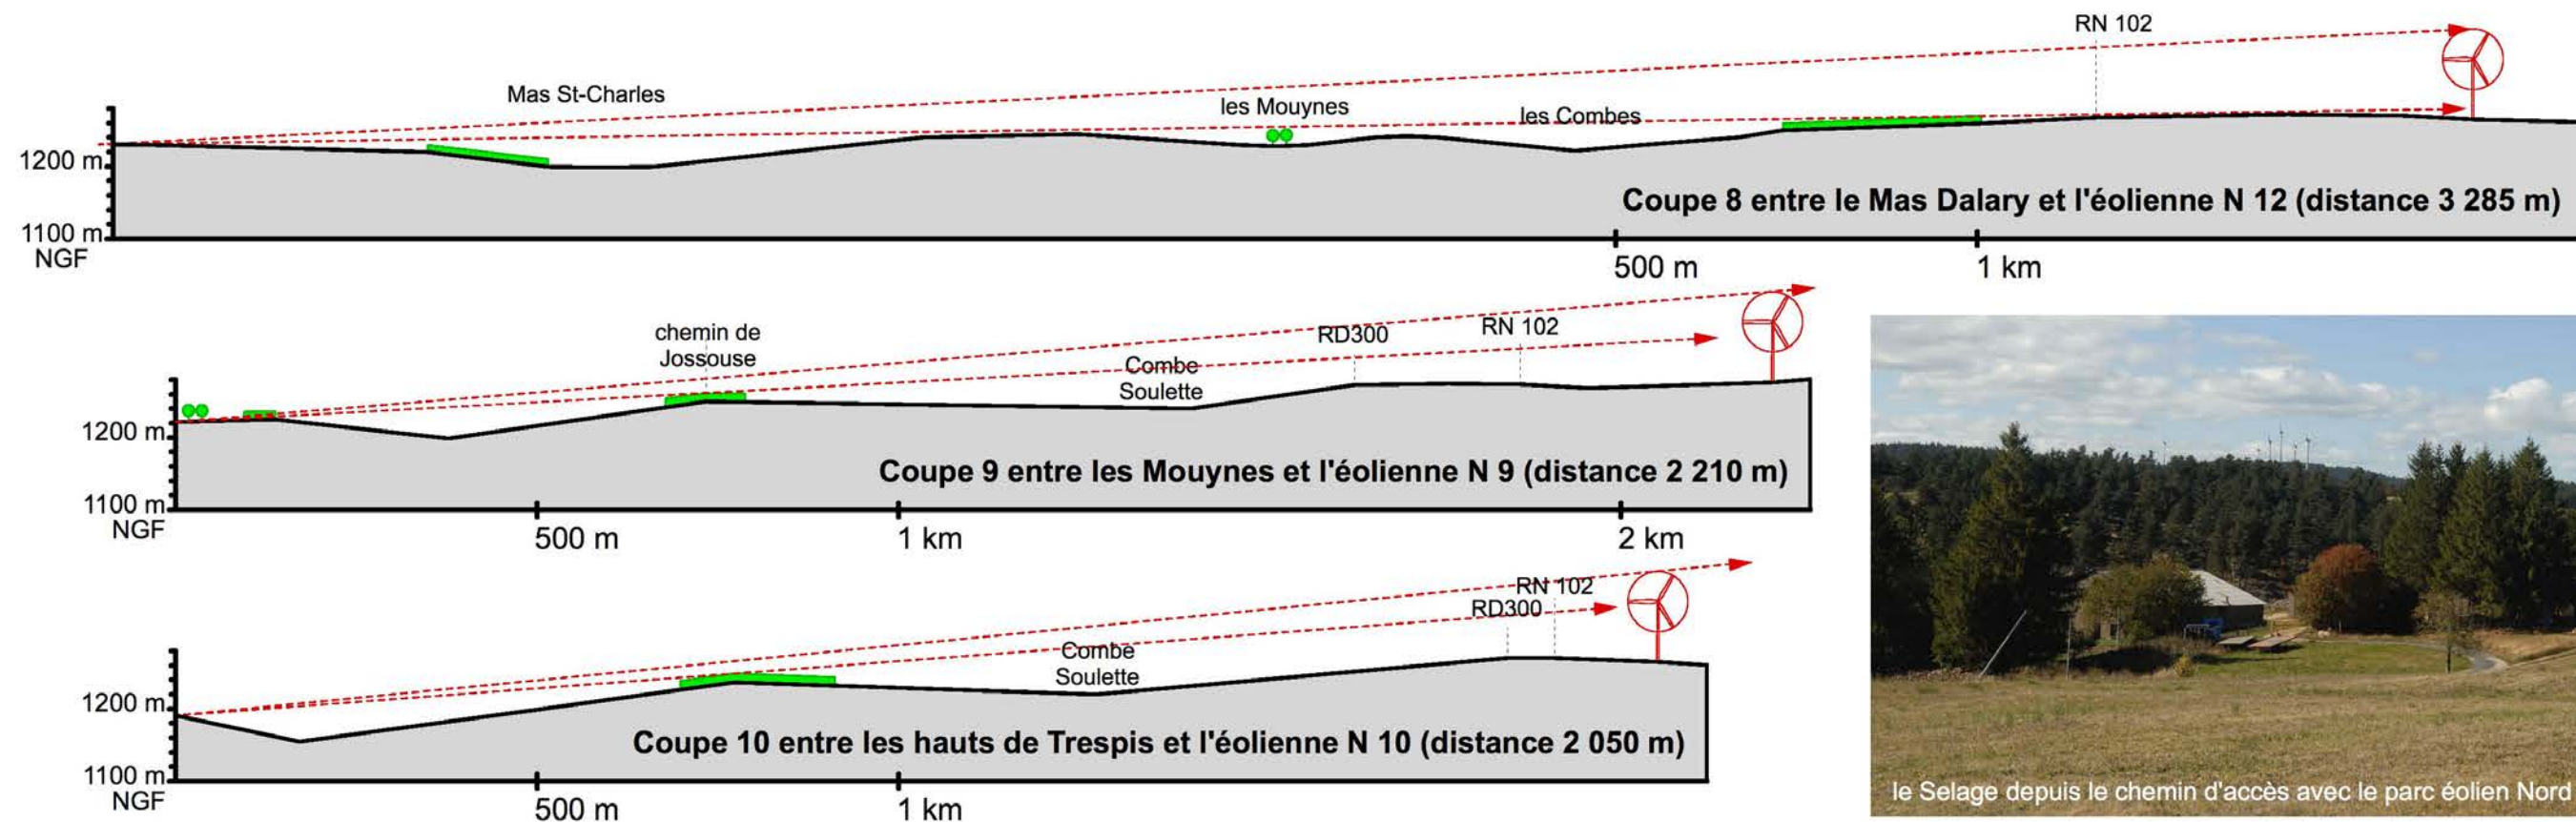 RN 102
Mas St-Charles
les Mouynes
les Combes
1200 m
Coupe 8 entre le Mas Dalary et l'éolienne N 12 (distance 3 285 m)
1100 m
NGF
500 m
1 km
chemin de
Jossouse
RD300
RN 102
Combe
Soulette
1200 m
Coupe 9 entre les Mouynes et l'éolienne N 9 (distance 2 210 m)
1100 m
NGF
500 m
1 km
2 km
RN 102
RD300
Combe
Soulette
1200 m
Coupe 10 entre les hauts de Trespis et l'éolienne N 10 (distance 2 050 m)
1100 m
NGF
500 m
1 km
le Selage depuis le chemin d'accès avec le parc éolien Nord